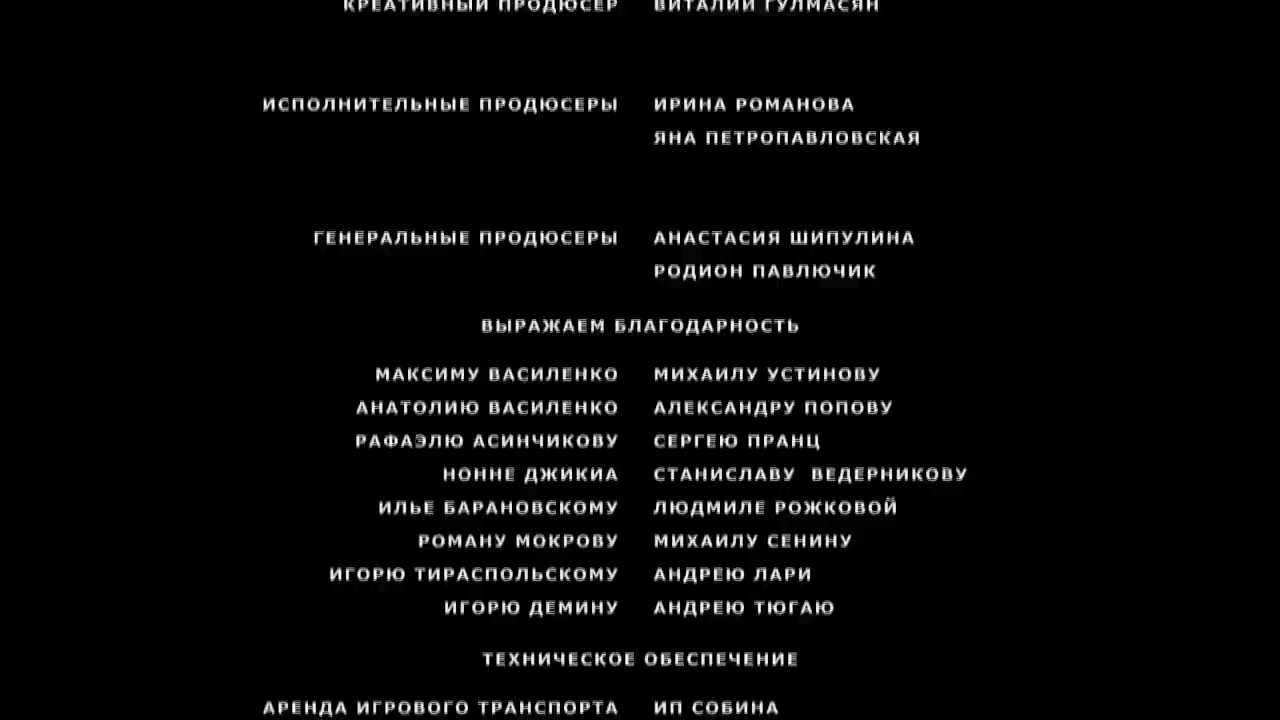 КРЕАТИВНЫЙ ПРОДЮСЕР ВИТАЛИЙ ГУЛМАСЯН
ИСПОЛНИТЕЛЬНЫЕ ПРОДЮСЕРЫ ИРИНА РОМАНОВА
ЯНА ПЕТРОПАВЛОВСКАЯ
ГЕНЕРАЛЬНЫЕ ПРОДЮСЕРЫ АНАСТАСИЯ ШИПУЛИНА
РОДИОН ПАВЛЮЧИК
ВЫРАЖАЕМ БЛАГОДАРНОСТЬ
МАКСИМУ ВАСИЛЕНКО МИХАИЛУ УСТИНОВУ
АНАТОЛИЮ ВАСИЛЕНКО АЛЕКСАНДРУ ПОПОВУ
РАФАЭЛЮ АСИНЧИКОВУ СЕРГЕЮ ПРАНЦ
НОННЕ ДЖИКИА СТАНИСЛАВУ ВЕДЕРНИКОВУ
ИЛЬЕ БАРАНОВСКОМУ ЛЮДМИЛЕ РОЖКОВОЙ
РОМАНУ МОКРОВУ МИХАИЛУ СЕНИНУ
ИГОРЮ ТИРАСПОЛЬСКОМУ АНДРЕЮ ЛАРИ
ИГОРЮ ДЕМИНУ АНДРЕЮ ТЮГАЮ
ТЕХНИЧЕСКОЕ ОБЕСПЕЧЕНИЕ
АРЕНДА ИГРОВОГО ТРАНСПОРТА ИП СОБИНА